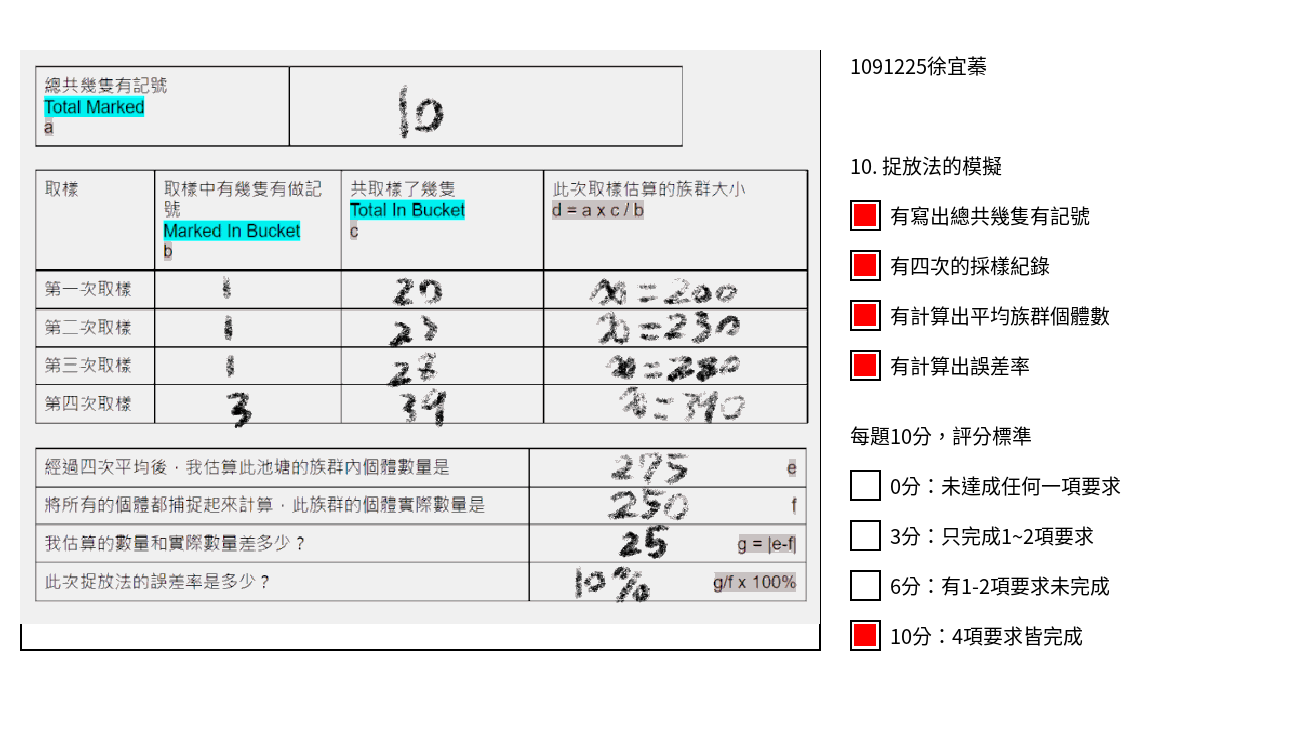 總共幾隻有記號
Total Marked
a
10
取樣
取樣中有幾隻有做記號
Marked In Bucket
b
共取樣了幾隻
Total In Bucket
c
此次取樣估算的族群大小
d = a x c / b
第一次取樣 1 20 x=200
第二次取樣 1 23 x=230
第三次取樣 1 28 x=280
第四次取樣 3 39 x=390
經過四次平均後，我估算此池塘的族群內個體數量是 275 e
將所有的個體都捕捉起來計算，此族群的個體實際數量是 250 f
我估算的數量和實際數量差多少？ 25 g = |e-f|
此次捉放法的誤差率是多少？ 10% g/f x 100%
1091225徐宜蓁
10. 捉放法的模擬
有寫出總共幾隻有記號
有四次的採樣紀錄
有計算出平均族群個體數
有計算出誤差率
每題10分，評分標準
0分：未達成任何一項要求
3分：只完成1~2項要求
6分：有1-2項要求未完成
10分：4項要求皆完成